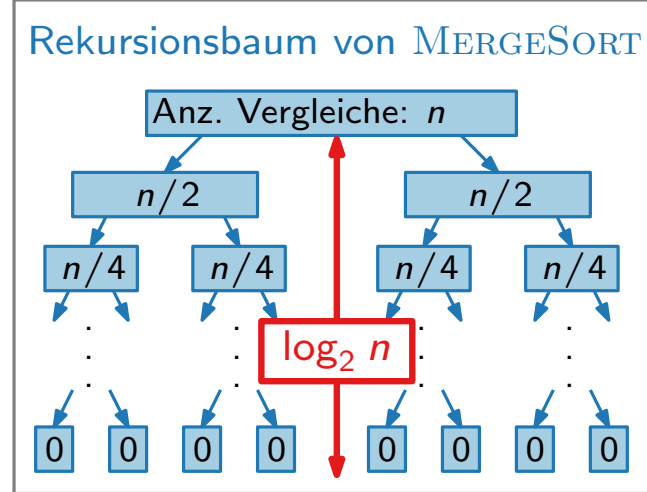 Rekursionsbaum von MERGESORT
Anz. Vergleiche: n
n/2 n/2
n/4 n/4 n/4 n/4
log₂ n
0 0 0 0 0 0 0 0